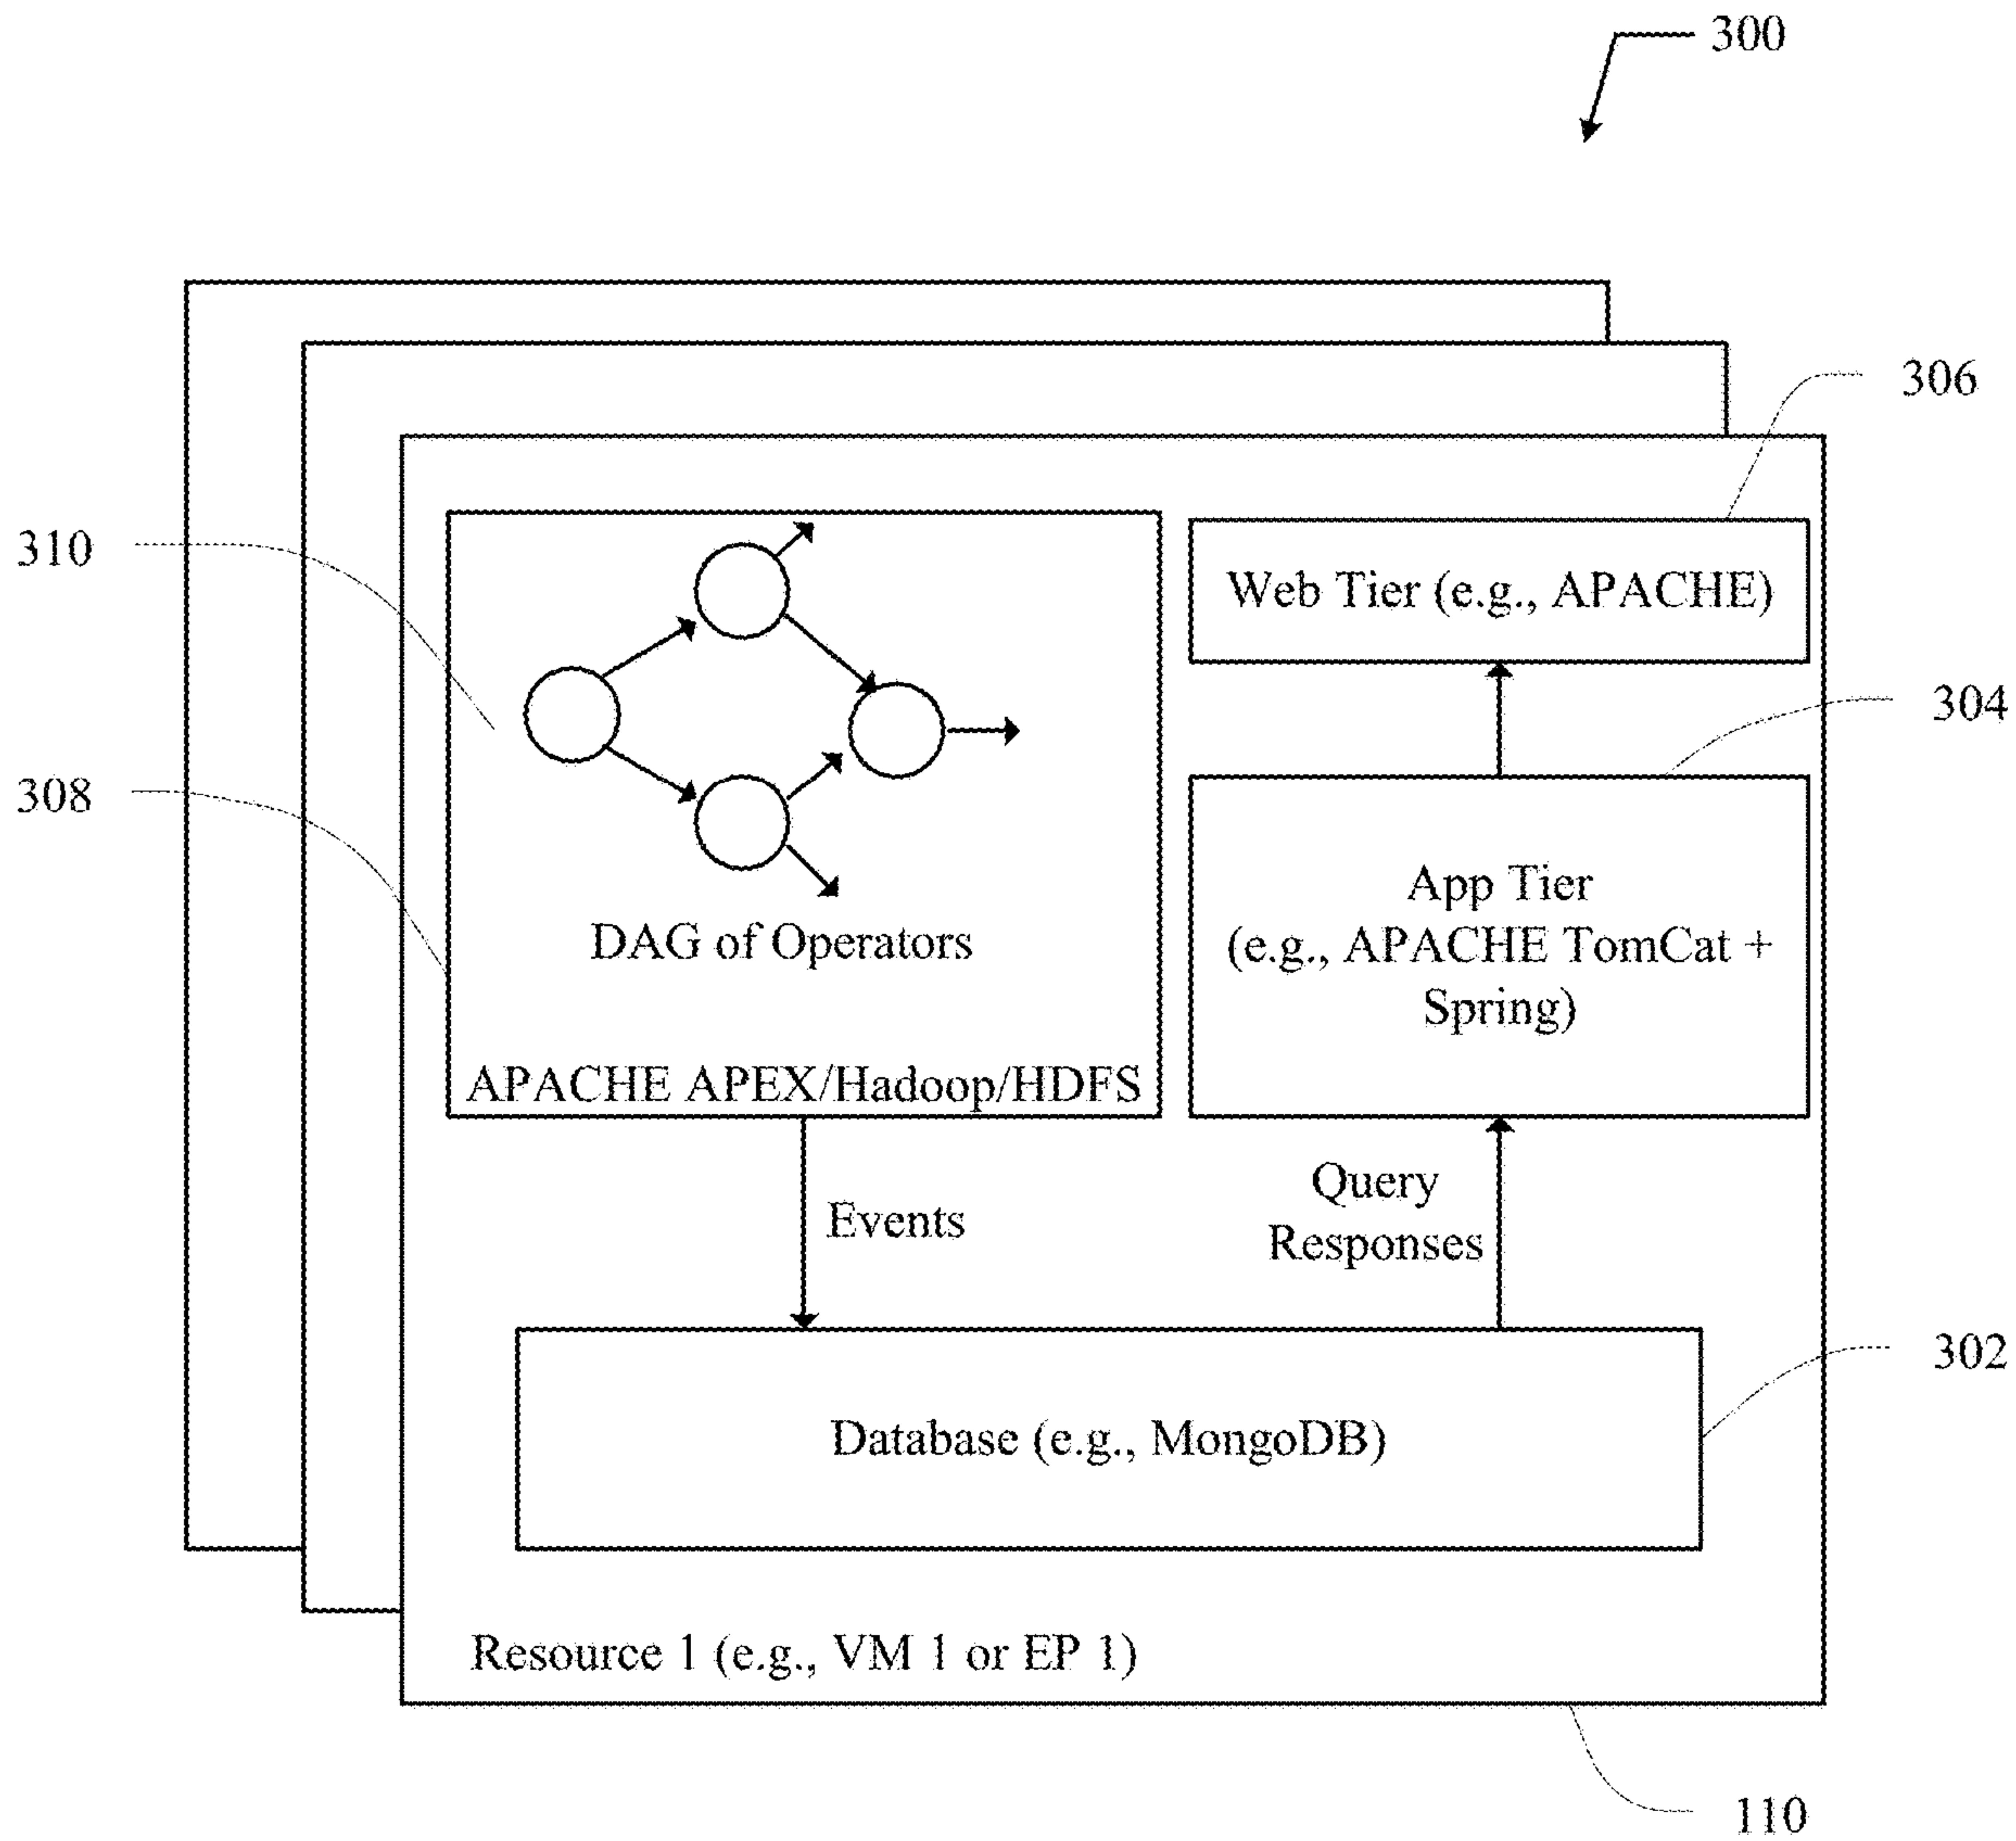 300
306
310
Web Tier (e.g., APACHE)
304
308
App Tier
(e.g., APACHE TomCat +
Spring)
DAG of Operators
APACHE APEX/Hadoop/HDFS
Query
Responses
Events
302
Database (e.g., MongoDB)
Resource 1 (e.g., VM 1 or EP 1)
110